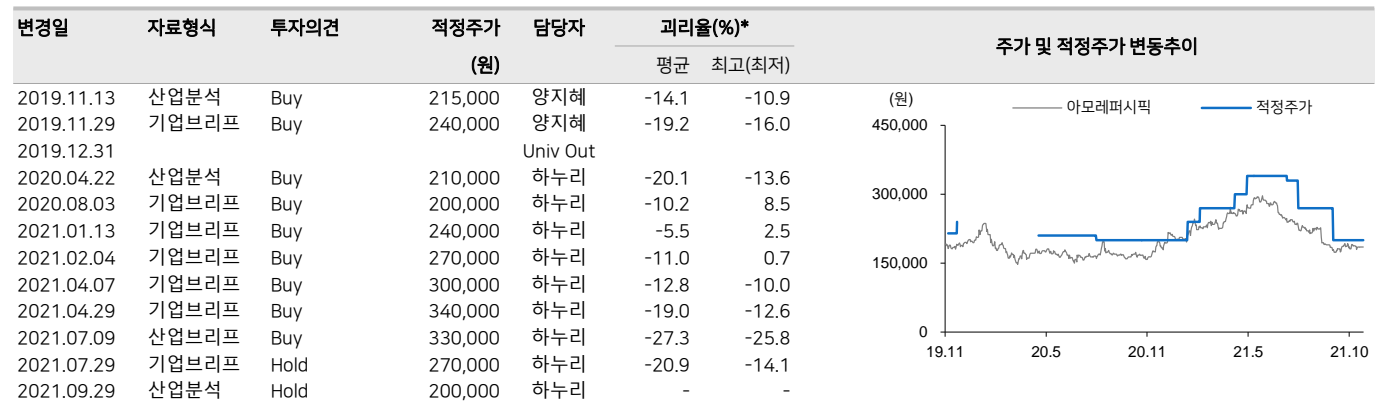 변경일 자료형식 투자의견 적정주가 담당자 괴리율(%)* 주가 및 적정주가 변동추이
(원) 평균 최고(최저)
2019.11.13 산업분석 Buy 215,000 양지혜 -14.1 -10.9
2019.11.29 기업브리프 Buy 240,000 양지혜 -19.2 -16.0
2019.12.31 Univ Out
2020.04.22 산업분석 Buy 210,000 하누리 -20.1 -13.6
2020.08.03 기업브리프 Buy 200,000 하누리 -10.2 8.5
2021.01.13 기업브리프 Buy 240,000 하누리 -5.5 2.5
2021.02.04 기업브리프 Buy 270,000 하누리 -11.0 0.7
2021.04.07 기업브리프 Buy 300,000 하누리 -12.8 -10.0
2021.04.29 기업브리프 Buy 340,000 하누리 -19.0 -12.6
2021.07.09 산업브리프 Buy 330,000 하누리 -27.3 -25.8
2021.07.29 기업브리프 Hold 270,000 하누리 -20.9 -14.1
2021.09.29 산업분석 Hold 200,000 하누리 - -
(원) 아모레퍼시픽 적정주가
450,000
300,000
150,000
0
19.11 20.5 20.11 21.5 21.10